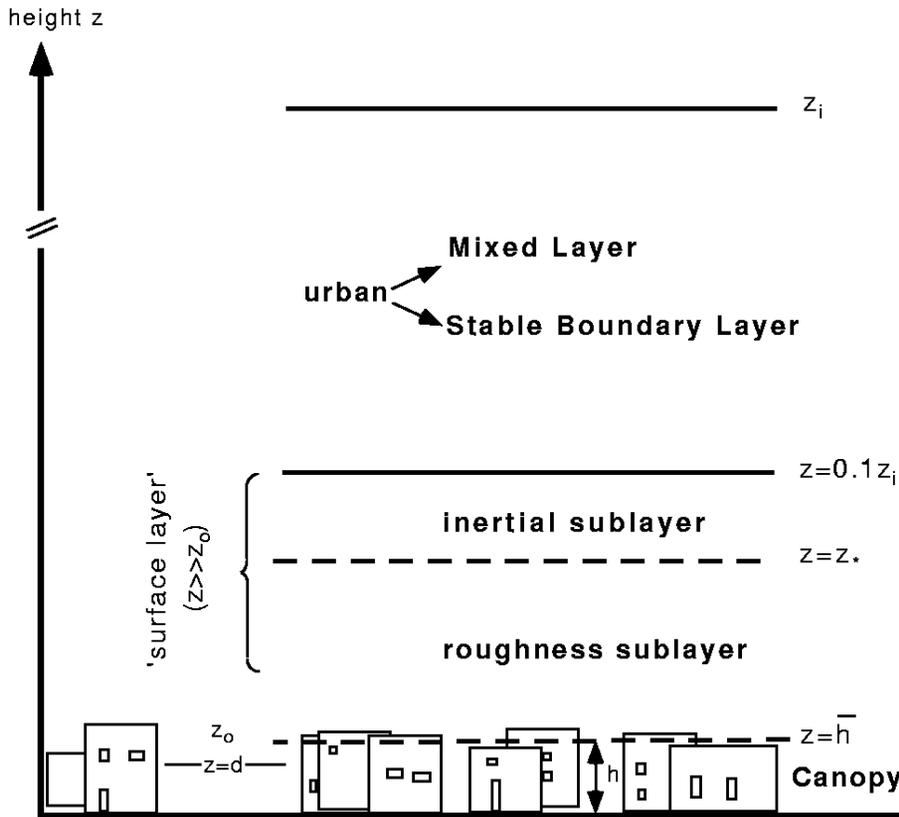 height z
z_i
Mixed Layer
urban
Stable Boundary Layer
z=0.1z_i
'surface layer'
(z>>z_o)
inertial sublayer
z=z_*
roughness sublayer
z_o
z=h̅
z=d
h
Canopy